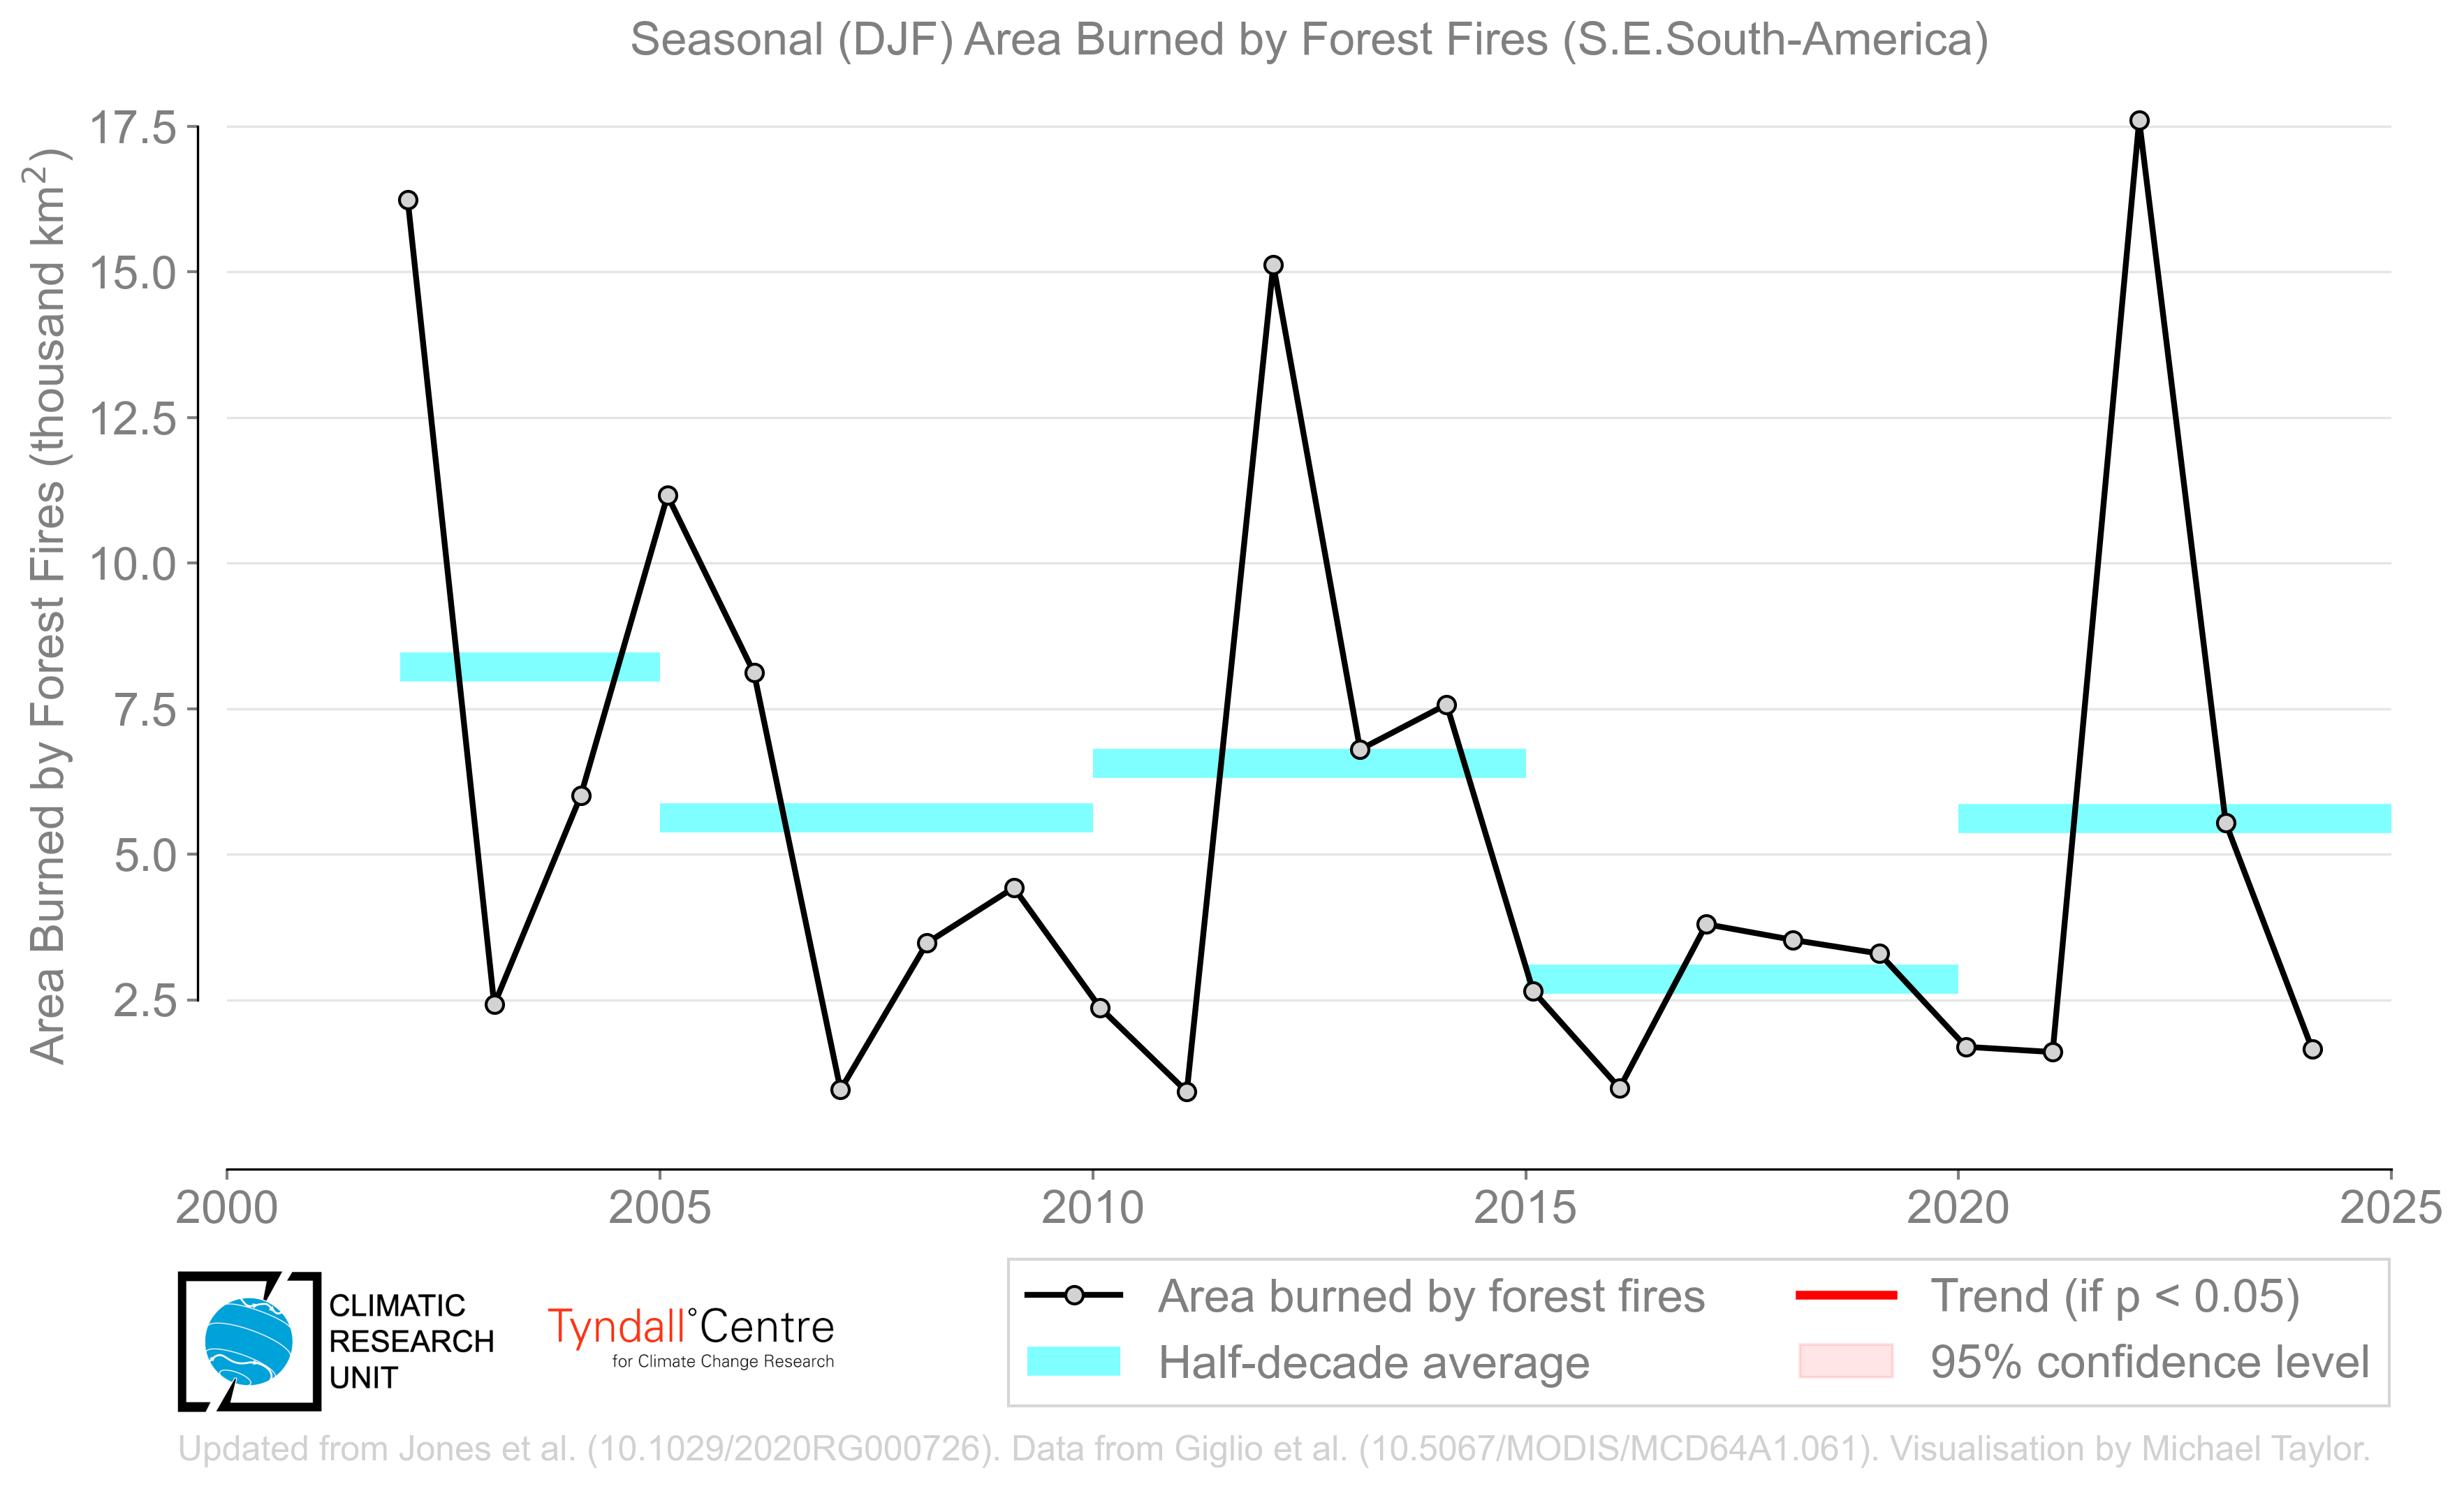 Seasonal (DJF) Area Burned by Forest Fires (S.E.South-America)
Area Burned by Forest Fires (thousand km²)
17.5
15.0
12.5
10.0
7.5
5.0
2.5
2000 2005 2010 2015 2020 2025
CLIMATIC
RESEARCH
UNIT
Tyndall°Centre
for Climate Change Research
Area burned by forest fires
Half-decade average
Trend (if p < 0.05)
95% confidence level
Updated from Jones et al. (10.1029/2020RG000726). Data from Giglio et al. (10.5067/MODIS/MCD64A1.061). Visualisation by Michael Taylor.